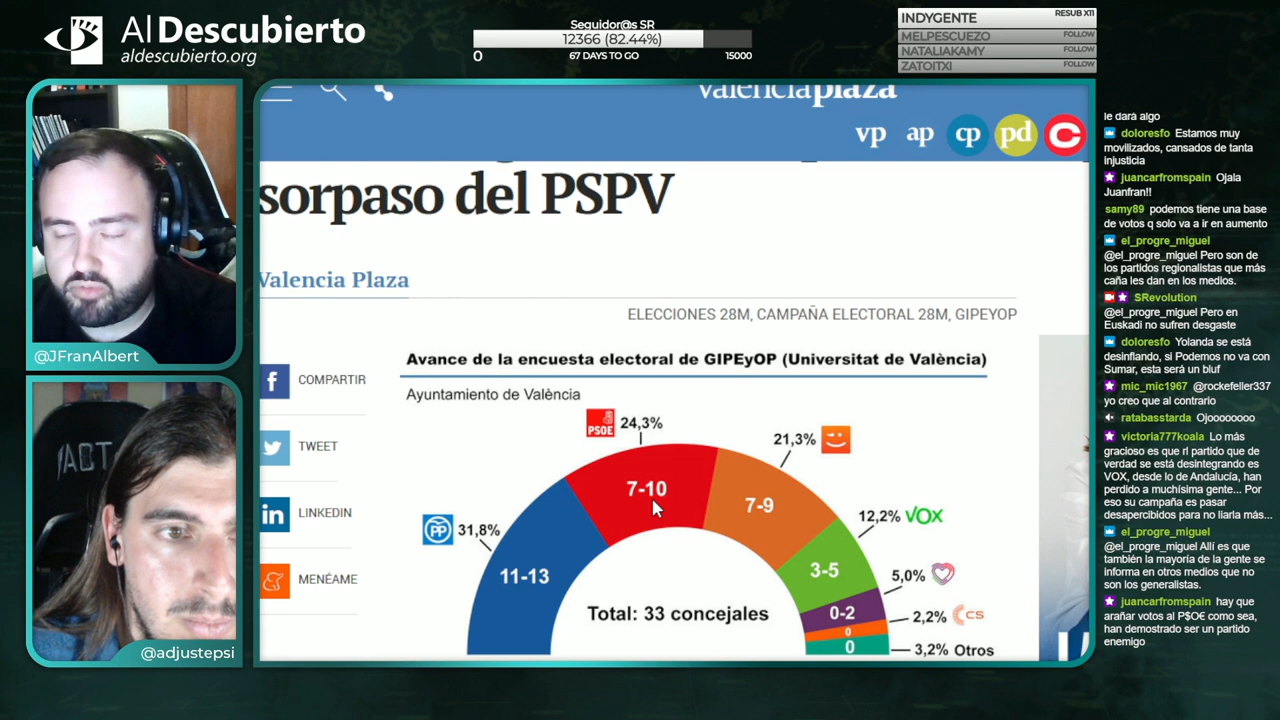 Al Descubierto
aldescubierto.org
Seguidor@s SR
12366 (82.44%)
0
67 DAYS TO GO
15000
INDYGENTE
RESUB X11
MELPESCUEZO
FOLLOW
NATALIAKAMY
FOLLOW
ZATOITXI
FOLLOW
@JFranAlbert
@adjustepsi
valenciaplaza
vp
ap
cp
pd
C
sorpaso del PSPV
Valencia Plaza
ELECCIONES 28M, CAMPAÑA ELECTORAL 28M, GIPEYOP
COMPARTIR
TWEET
LINKEDIN
MENÉAME
Avance de la encuesta electoral de GIPEyOP (Universitat de València)
Ayuntamiento de València
PSOE
24,3%
21,3%
7-10
7-9
PP
31,8%
12,2%
VOX
11-13
3-5
5,0%
0-2
2,2%
CS
0
0
3,2% Otros
Total: 33 concejales
le dará algo
doloresfo Estamos muy
movilizados, cansados de tanta
injusticia
juancarfromspain Ojala
Juanfran!!
samy89 podemos tiene una base
de votos q solo va a ir en aumento
el_progre_miguel
@el_progre_miguel Pero son de
los partidos regionalistas que más
caña les dan en los medios.
SRevolution
@el_progre_miguel Pero en
Euskadi no sufren desgaste
doloresfo Yolanda se está
desinflando, si Podemos no va con
Sumar, esta será un bluf
mic_mic1967 @rockefeller337
yo creo que al contrario
ratabasstarda Ojoooooooo
victoria777koala Lo más
gracioso es que rl partido que de
verdad se está desintegrando es
VOX, desde lo de Andalucía, han
perdido a muchísima gente... Por
eso su campaña es pasar
desapercibidos para no liarla más...
el_progre_miguel
@el_progre_miguel Allí es que
también la mayoría de la gente se
informa en otros medios que no
son los generalistas.
juancarfromspain hay que
arañar votos al P$O€ como sea,
han demostrado ser un partido
enemigo